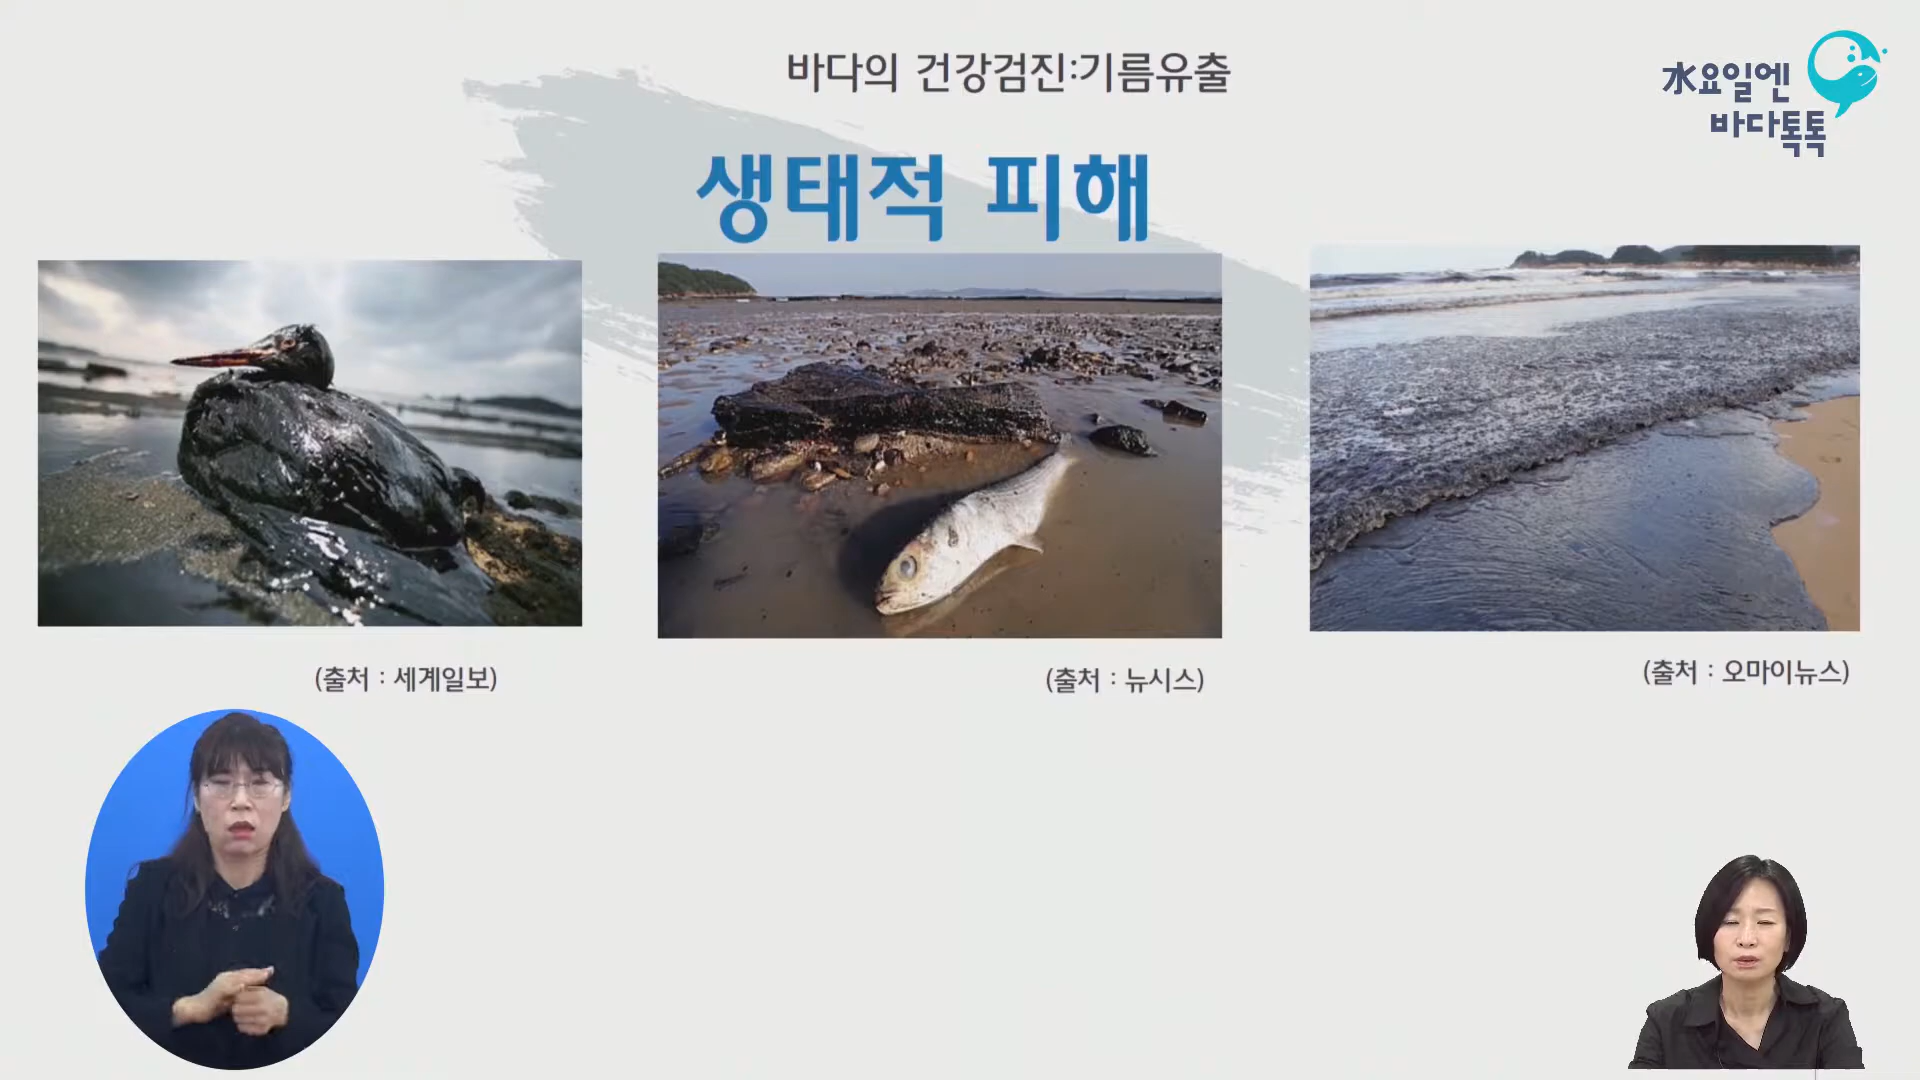 바다의 건강검진:기름유출
水요일엔
바다톡톡
생태적 피해
(출처 : 세계일보)
(출처 : 뉴시스)
(출처 : 오마이뉴스)